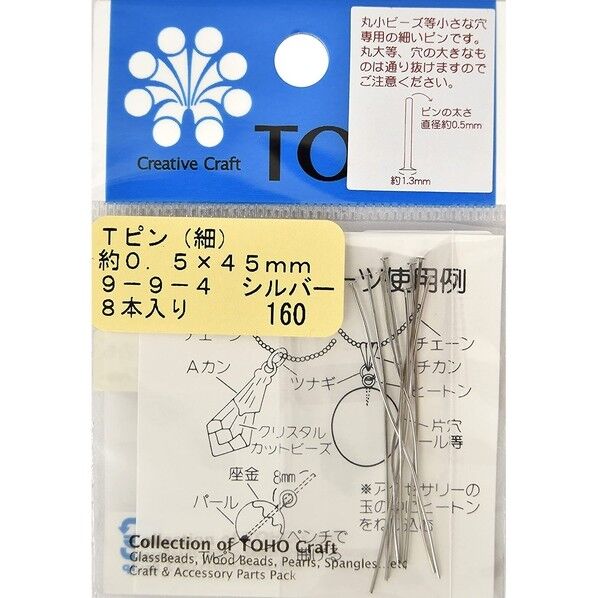 丸小ビーズ等小さな穴
専用の細いピンです。
丸大等、穴の大きなも
のは通り抜けますので
ご注意ください。
ピンの太さ
直径約0.5mm
約1.3mm
Creative Craft
TO
Tピン(細)
約0.5×45mm
9-9-4 シルバー
8本入り 160
ーツ使用例
チェーン
チェーン
Aカン
ツナギ
チカン
ヒートン
クリスタル
カットビーズ
片穴
ール等
座金
8mm
パール
ペンチで
※アクセサリーの
玉の中にヒートン
をねじ込む
Collection of TOHO Craft
GlassBeads, Wood Beads, Pearls, Spangles...etc
Craft & Accessory Parts Pack